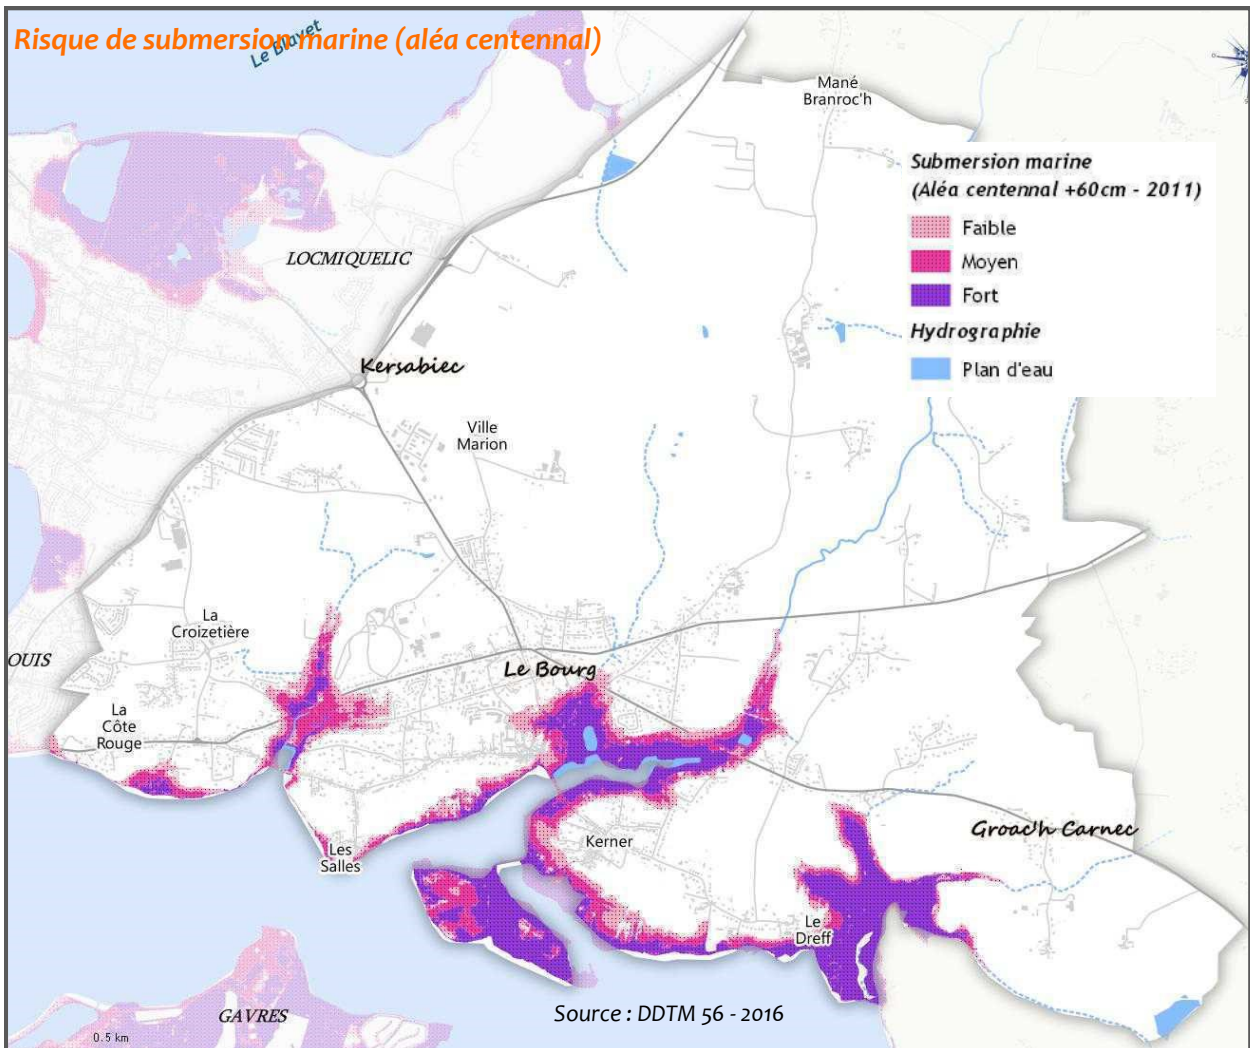 Risque de submersion marine (aléa centennal)
Le Blavet
Mané
Branroc'h
Submersion marine
(Aléa centennal +60cm - 2011)
Faible
Moyen
Fort
Hydrographie
Plan d'eau
LOCMIQUELIC
Kersabiec
Ville
Marion
La
Croizetière
OUIS
Le Bourg
La
Côte
Rouge
Groac'h Carnec
Kerner
Les
Salles
Le
Dreff
Source : DDTM 56 - 2016
GAVRES
0.5 km